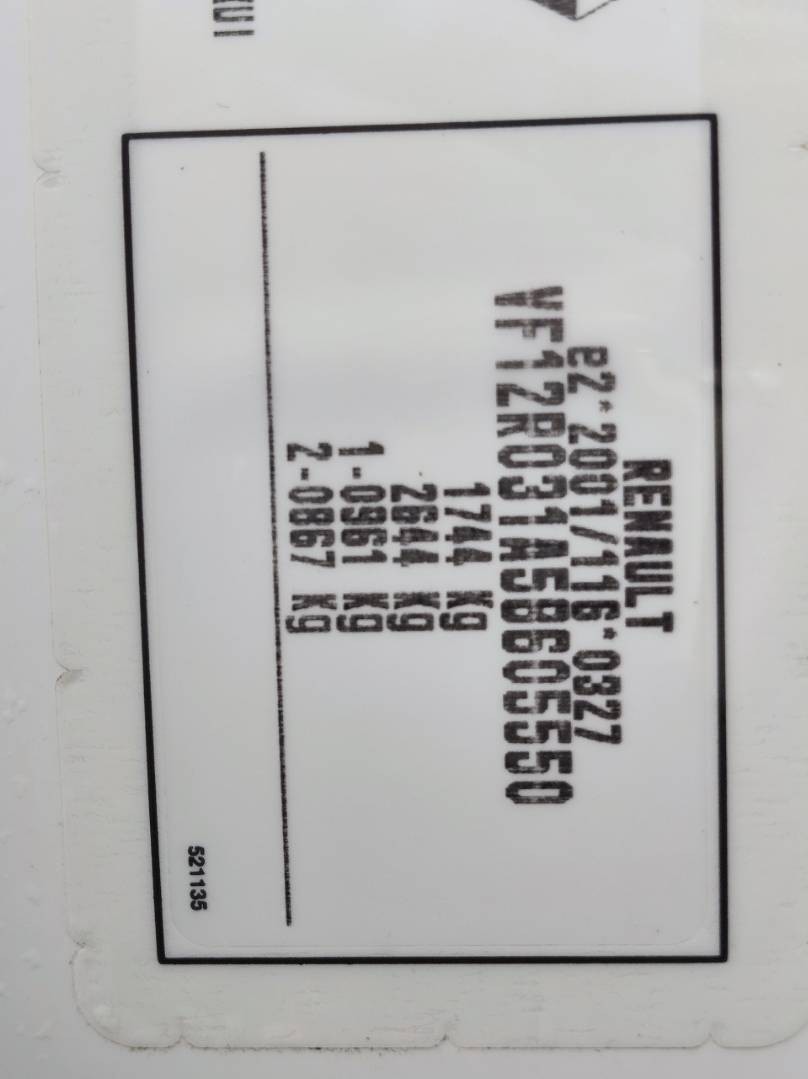 RENAULT
e2*2001/116*0327
VF12R031A58605550
1744 kg
2644 kg
1-0961 kg
2-0867 kg
521135